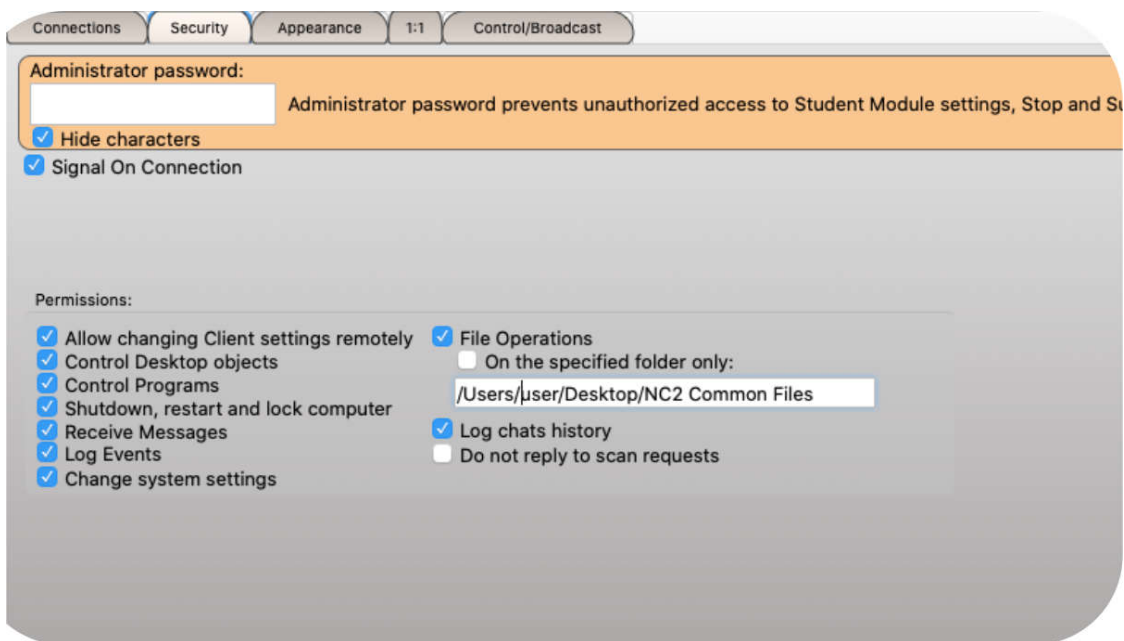 Connections Security Appearance 1:1 Control/Broadcast
Administrator password:
Administrator password prevents unauthorized access to Student Module settings, Stop and
Hide characters
Signal On Connection
Permissions:
Allow changing Client settings remotely
Control Desktop objects
Control Programs
Shutdown, restart and lock computer
Receive Messages
Log Events
Change system settings
File Operations
On the specified folder only:
/Users/user/Desktop/NC2 Common Files
Log chats history
Do not reply to scan requests